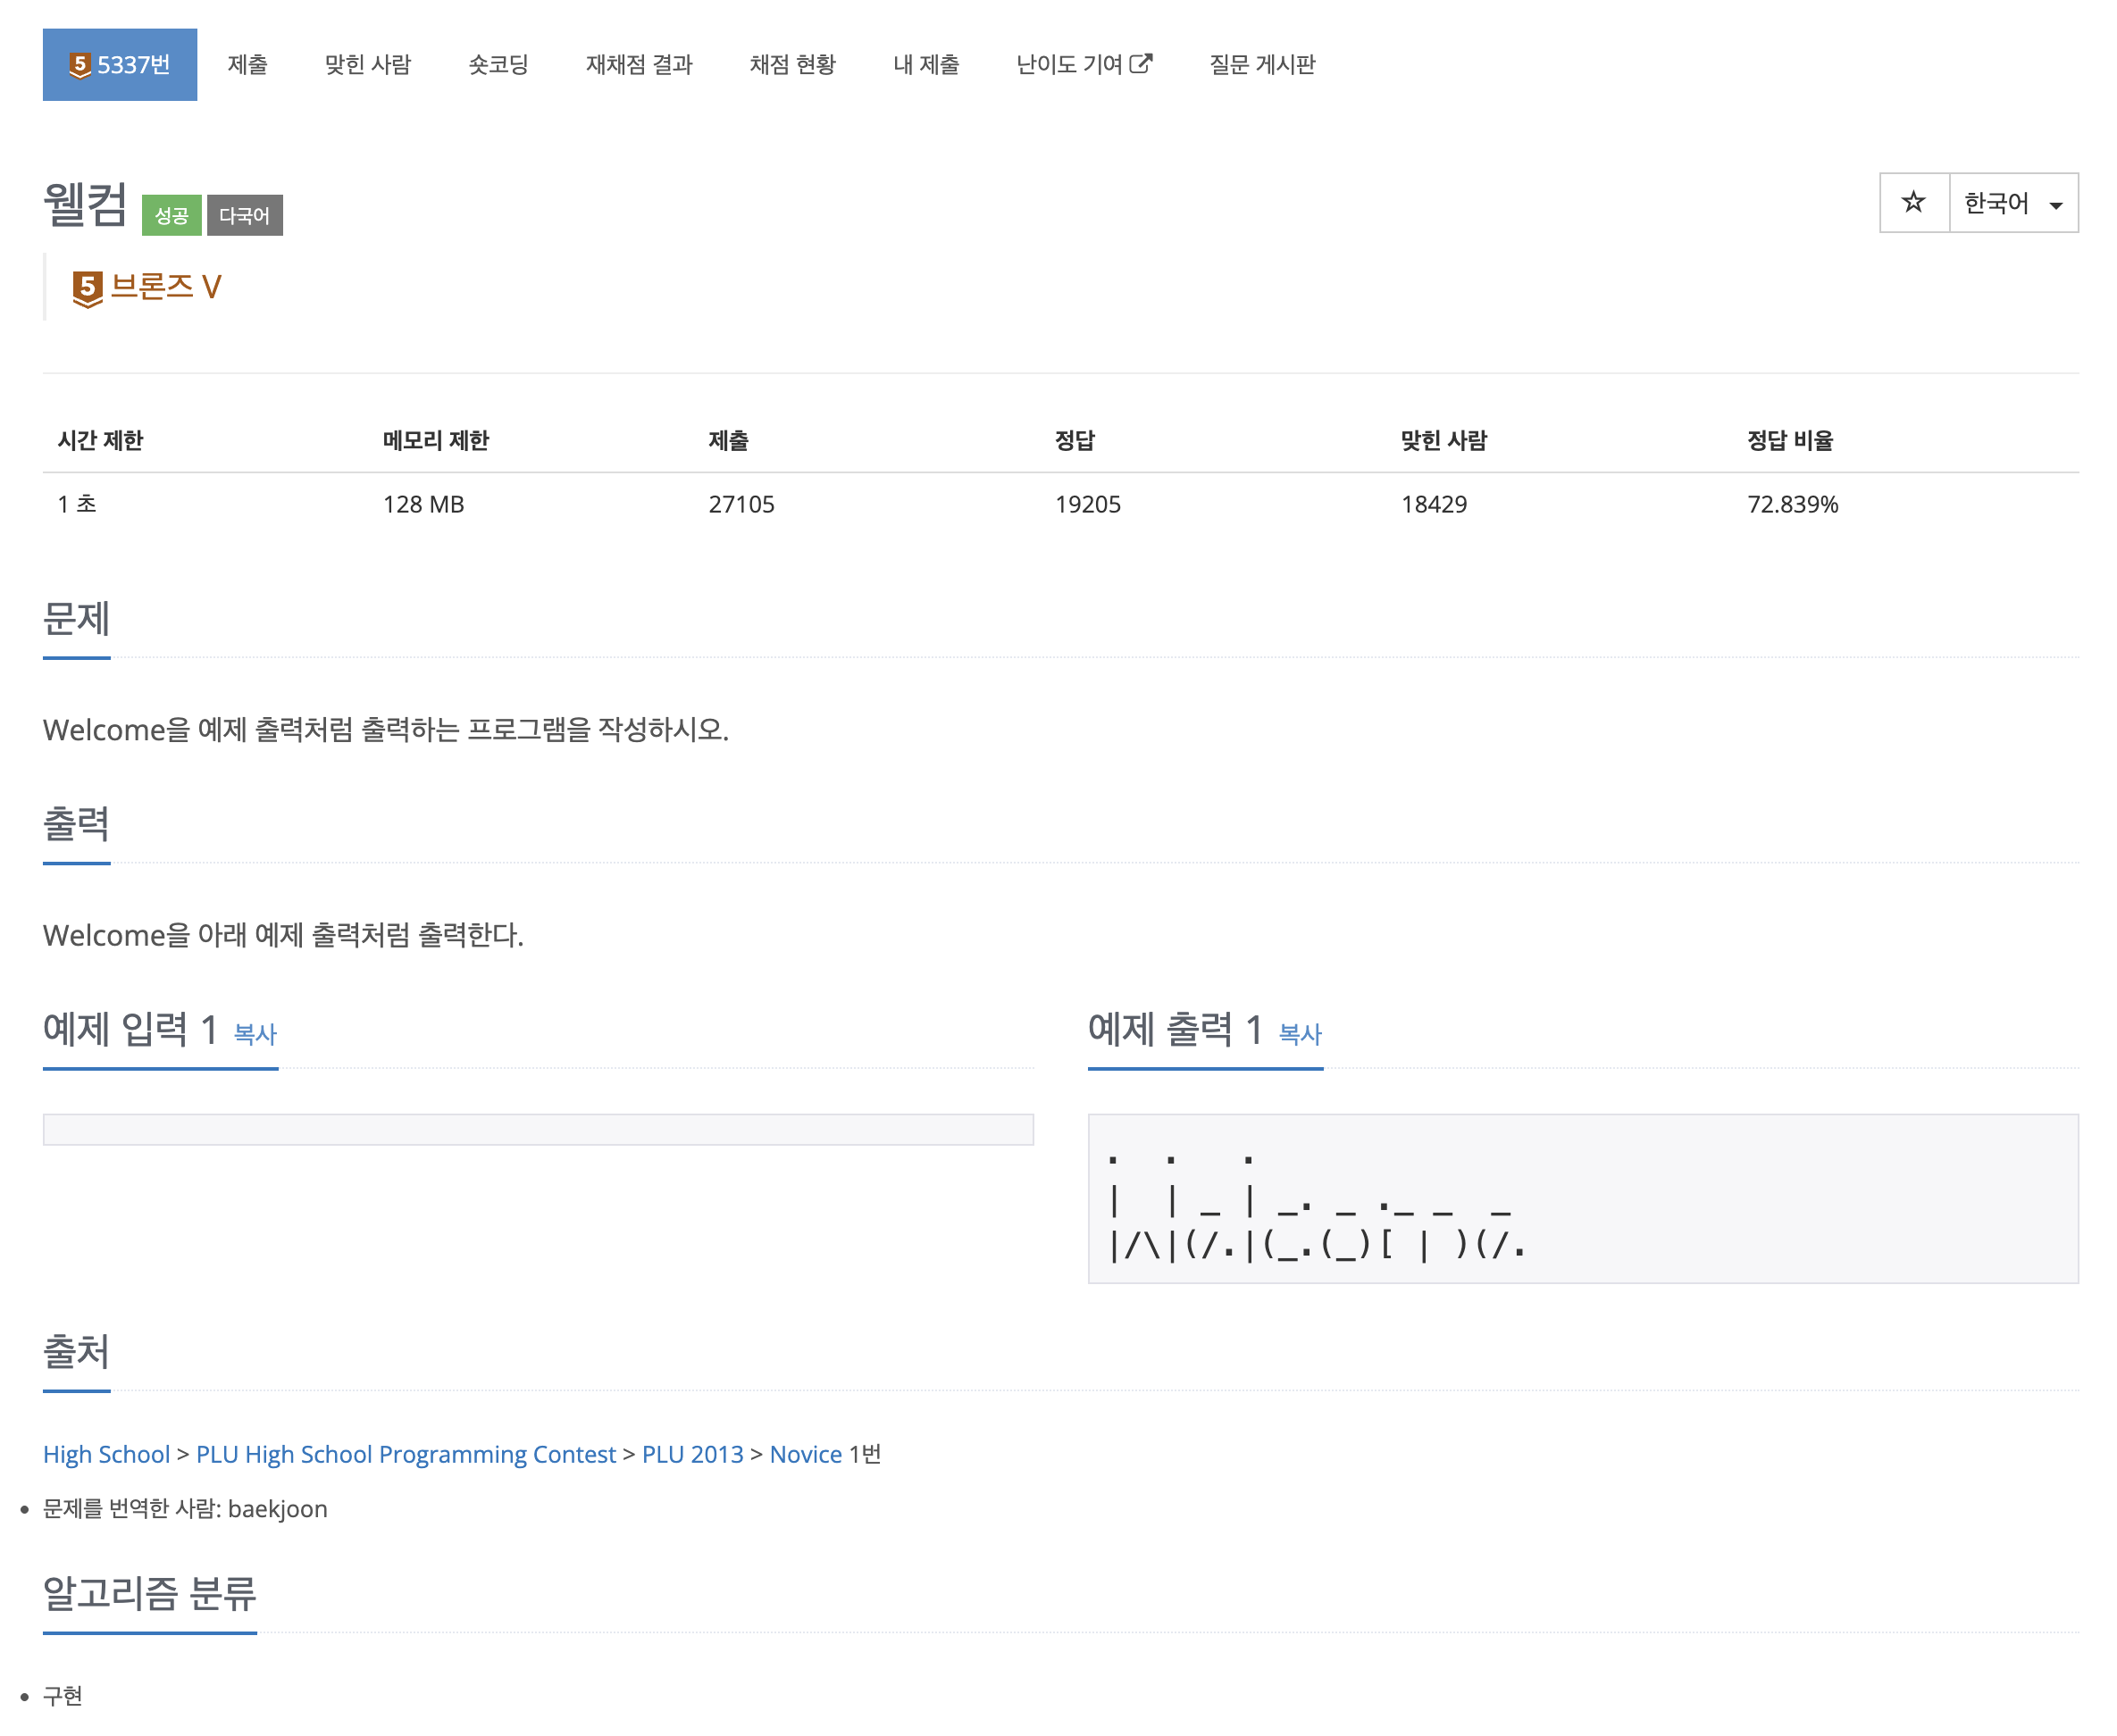 5 5337번 제출 맞힌 사람 숏코딩 재채점 결과 채점 현황 내 제출 난이도 기여 질문 게시판
웰컴 성공 다국어 ☆ 한국어
5 브론즈 V
시간 제한 메모리 제한 제출 정답 맞힌 사람 정답 비율
1 초 128 MB 27105 19205 18429 72.839%
문제
Welcome을 예제 출력처럼 출력하는 프로그램을 작성하시오.
출력
Welcome을 아래 예제 출력처럼 출력한다.
예제 입력 1 복사
예제 출력 1 복사
.  .   .
|  | _ | _. _ ._ _  _
|/\|(/.|(_.(_)[ | )(/.
출처
High School > PLU High School Programming Contest > PLU 2013 > Novice 1번
• 문제를 번역한 사람: baekjoon
알고리즘 분류
• 구현